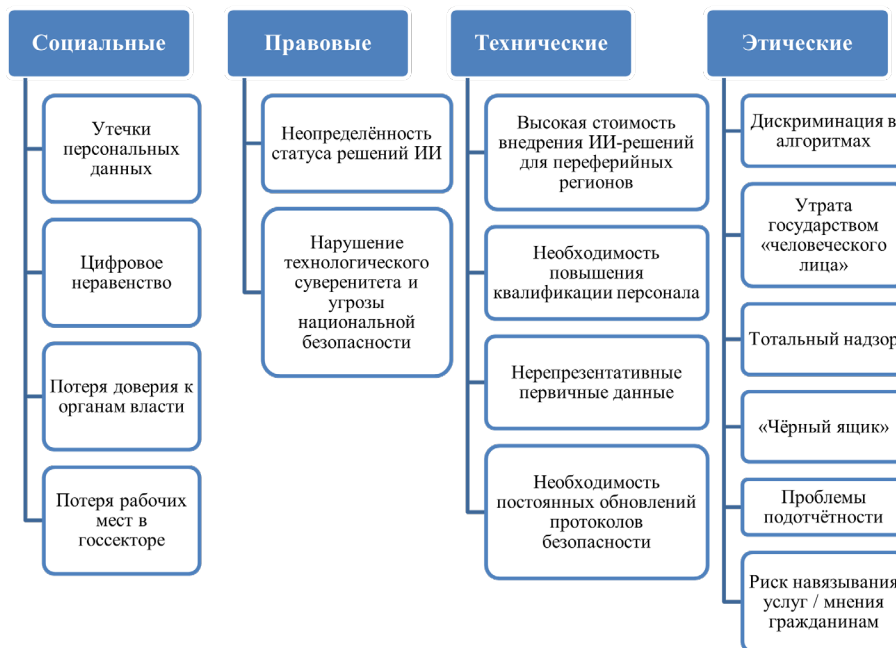 Социальные
Утечки
персональных
данных
Цифровое
неравенство
Потеря доверия к
органам власти
Потеря рабочих
мест в
госсекторе
Правовые
Неопределённость
статуса решений ИИ
Нарушение
технологического
суверенитета и
угрозы
национальной
безопасности
Технические
Высокая стоимость
внедрения ИИ-решений
для переферийных
регионов
Необходимость
повышения
квалификации персонала
Нерепрезентативные
первичные данные
Необходимость
постоянных обновлений
протоколов
безопасности
Этические
Дискриминация в
алгоритмах
Утрата
государством
«человеческого
лица»
Тотальный надзор
«Чёрный ящик»
Проблемы
подотчётности
Риск навязывания
услуг / мнения
гражданинам